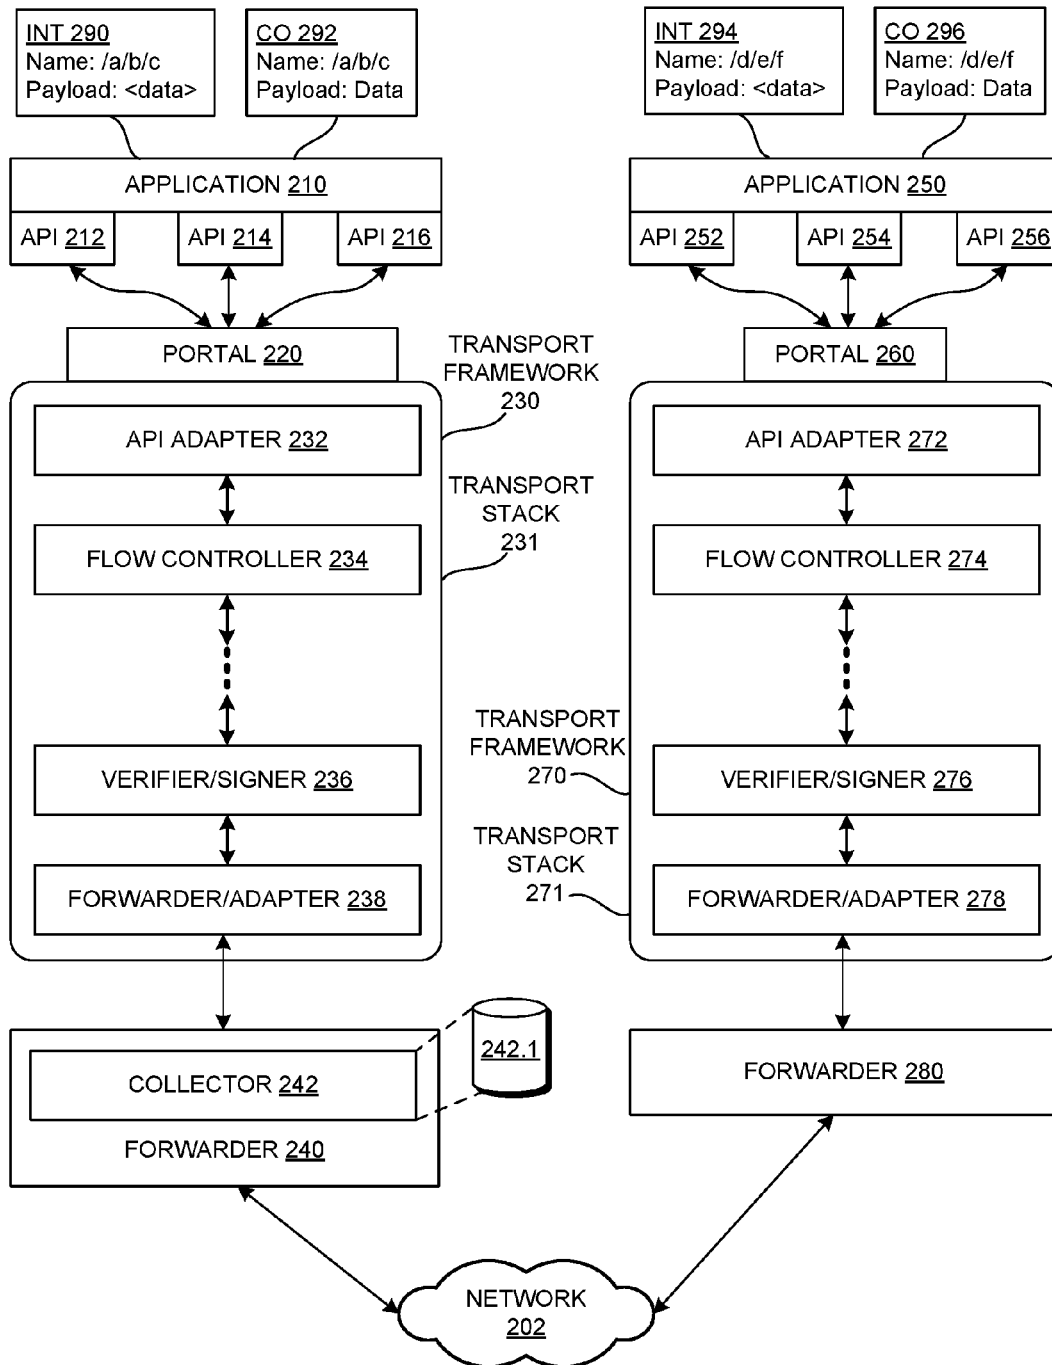 INT 290
Name: /a/b/c
Payload: <data>
CO 292
Name: /a/b/c
Payload: Data
INT 294
Name: /d/e/f
Payload: <data>
CO 296
Name: /d/e/f
Payload: Data
APPLICATION 210
API 212
API 214
API 216
APPLICATION 250
API 252
API 254
API 256
PORTAL 220
PORTAL 260
TRANSPORT
FRAMEWORK
230
API ADAPTER 232
API ADAPTER 272
TRANSPORT
STACK
231
FLOW CONTROLLER 234
FLOW CONTROLLER 274
TRANSPORT
FRAMEWORK
270
VERIFIER/SIGNER 236
VERIFIER/SIGNER 276
TRANSPORT
STACK
271
FORWARDER/ADAPTER 238
FORWARDER/ADAPTER 278
242.1
COLLECTOR 242
FORWARDER 240
FORWARDER 280
NETWORK
202